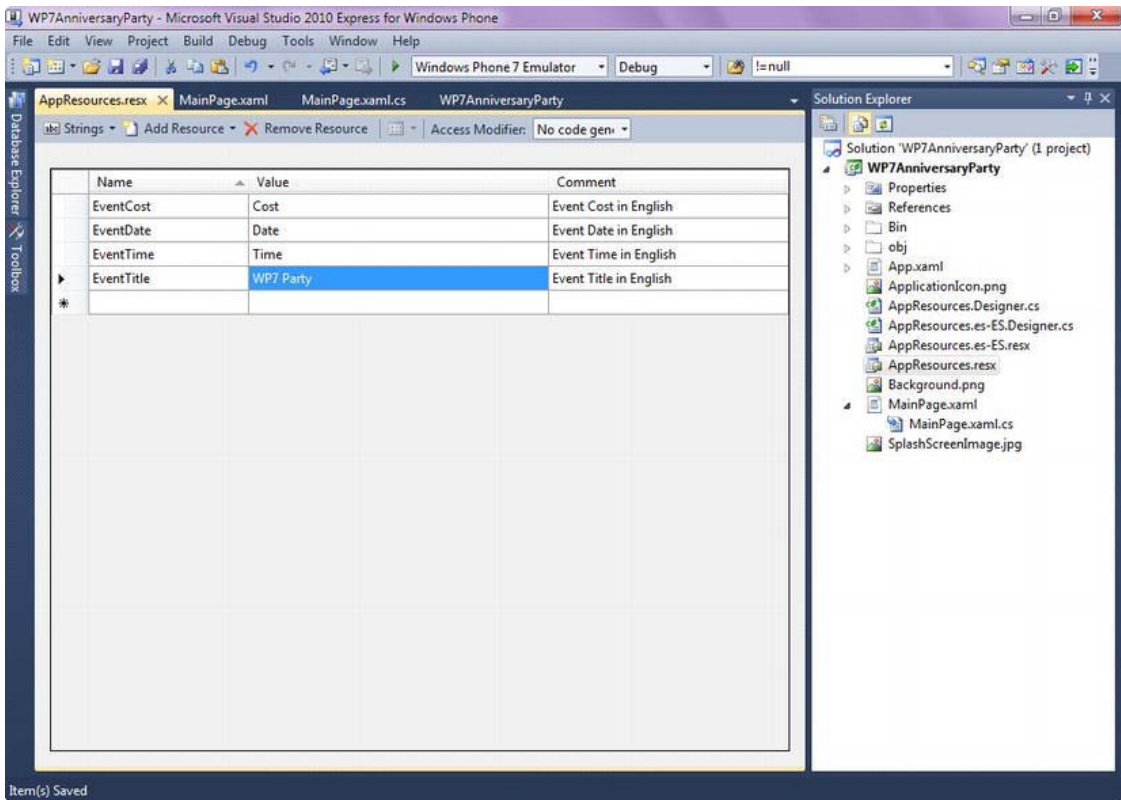 WP7AnniversaryParty - Microsoft Visual Studio 2010 Express for Windows Phone
File Edit View Project Build Debug Tools Window Help
Windows Phone 7 Emulator Debug !=null
AppResources.resx MainPage.xaml MainPage.xaml.cs WP7AnniversaryParty
abc Strings Add Resource Remove Resource Access Modifier: No code gen
Name Value Comment
EventCost Cost Event Cost in English
EventDate Date Event Date in English
EventTime Time Event Time in English
EventTitle WP7 Party Event Title in English
Database Explorer
Toolbox
Solution Explorer
Solution 'WP7AnniversaryParty' (1 project)
WP7AnniversaryParty
Properties
References
Bin
obj
App.xaml
ApplicationIcon.png
AppResources.Designer.cs
AppResources.es-ES.Designer.cs
AppResources.es-ES.resx
AppResources.resx
Background.png
MainPage.xaml
MainPage.xaml.cs
SplashScreenImage.jpg
Item(s) Saved